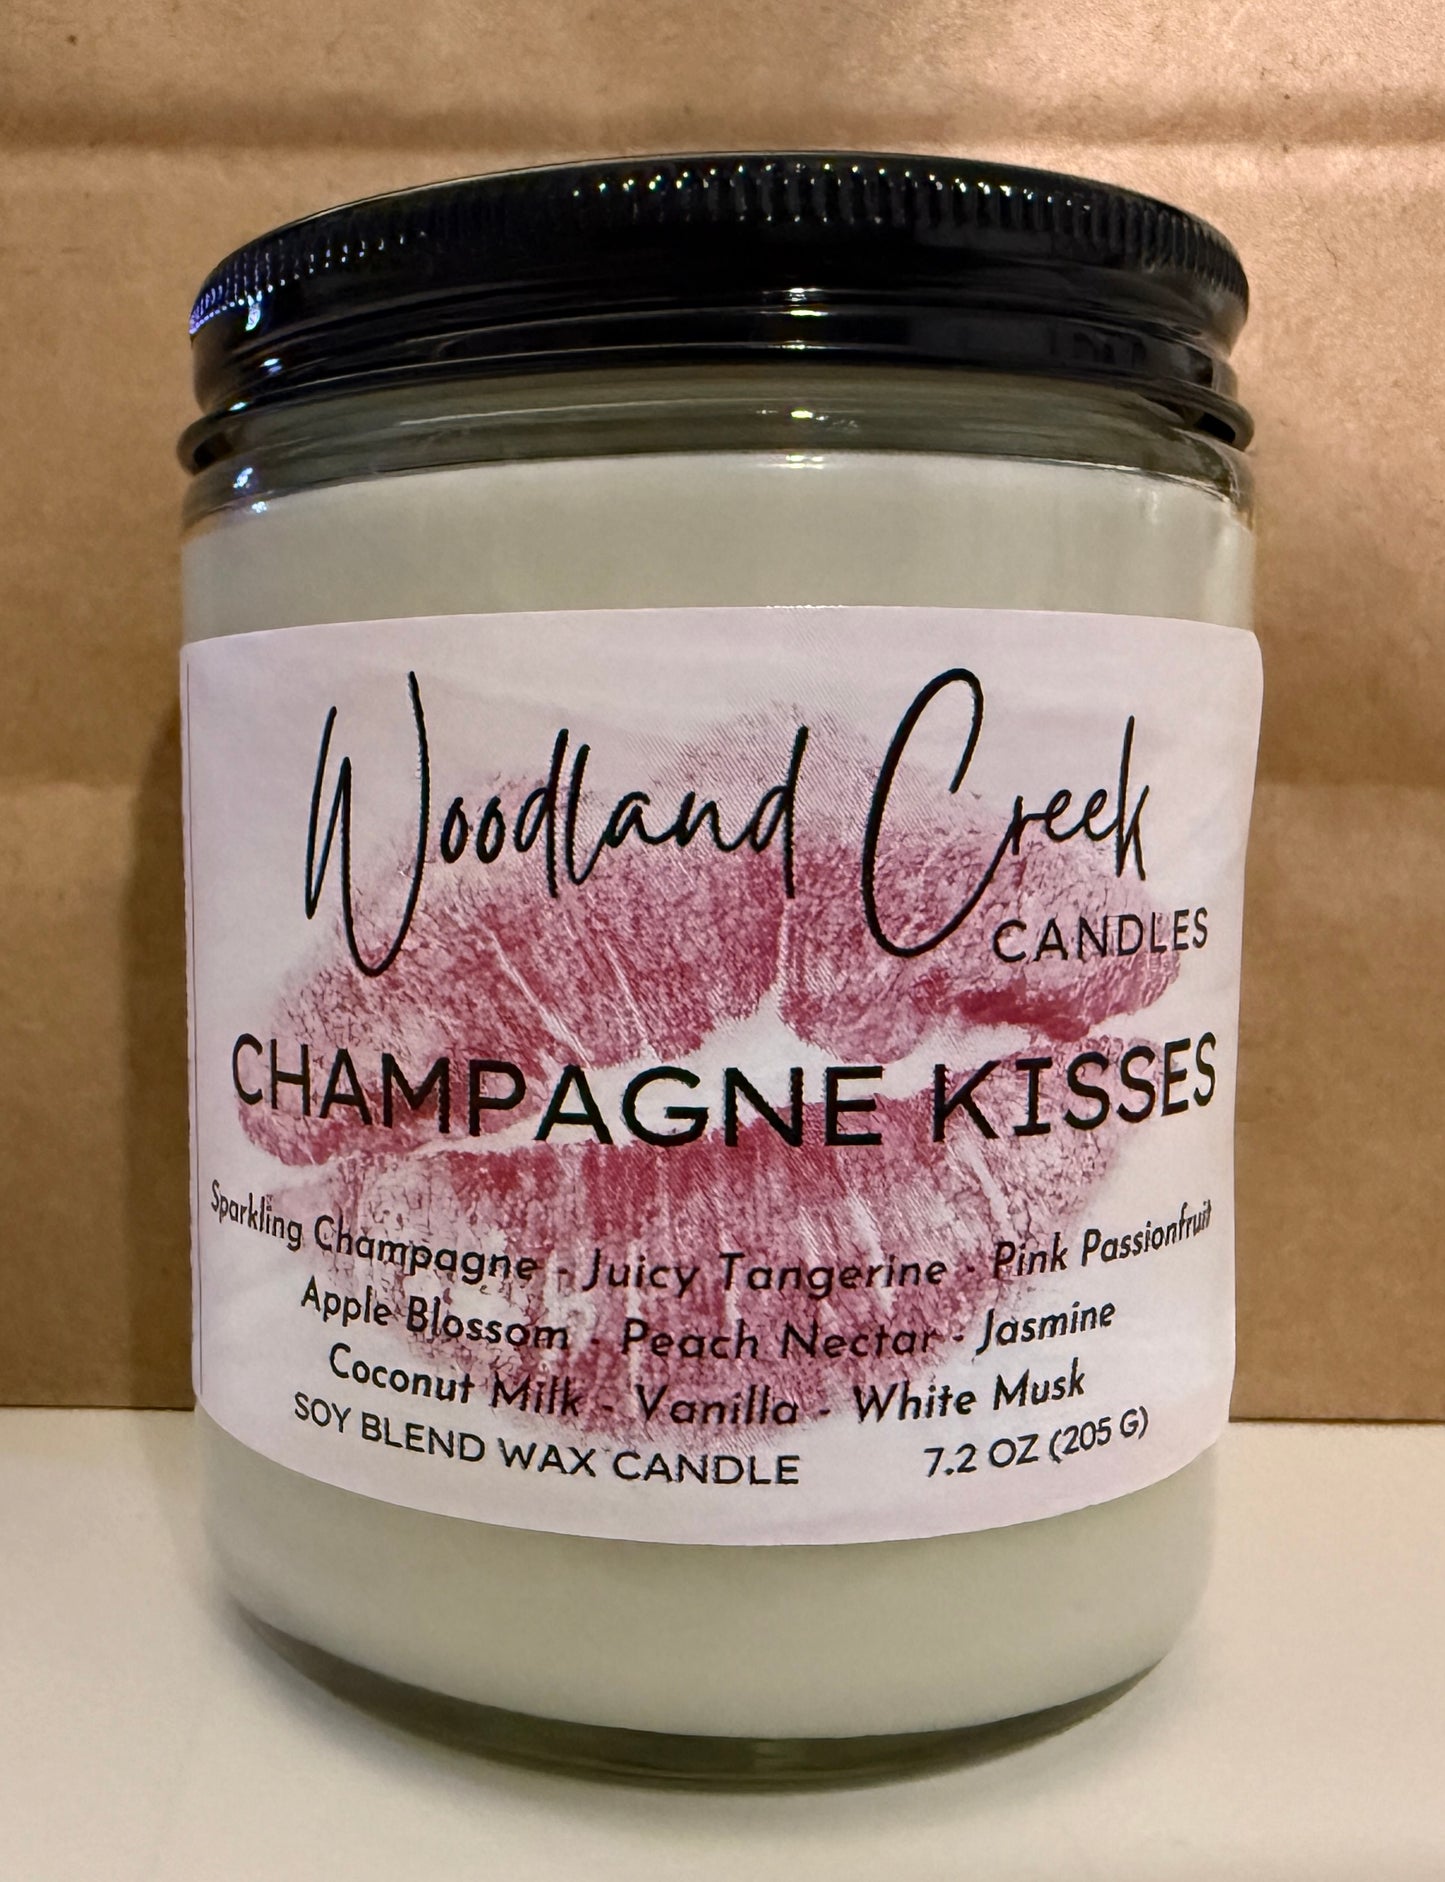 Woodland Creek
CANDLES
CHAMPAGNE KISSES
Sparkling Champagne - Juicy Tangerine - Pink Passionfruit
Apple Blossom - Peach Nectar - Jasmine
Coconut Milk - Vanilla - White Musk
SOY BLEND WAX CANDLE 7.2 OZ (205 G)